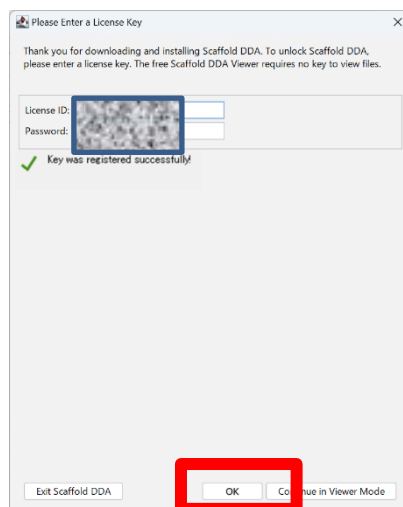 Please Enter a License Key
Thank you for downloading and installing Scaffold DDA. To unlock Scaffold DDA,
please enter a license key. The free Scaffold DDA Viewer requires no key to view files.
License ID:
Password:
Key was registered successfully!
Exit Scaffold DDA
OK
in Viewer Mode